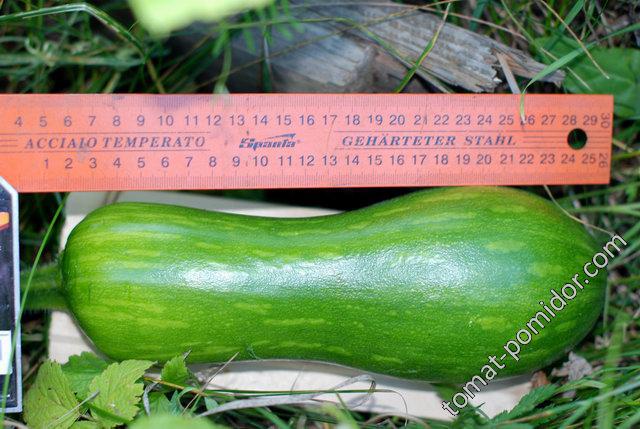 4 5 6 7 8 9 10 11 12 13 14 15 16 17 18 19 20 21 22 23 24 25 26 27 28 29 30
ACCIAIO TEMPERATO Sparta GEHÄRTETER STAHL
1 2 3 4 5 6 7 8 9 10 11 12 13 14 15 16 17 18 19 20 21 22 23 24 25 26
tomat-pomidor.com